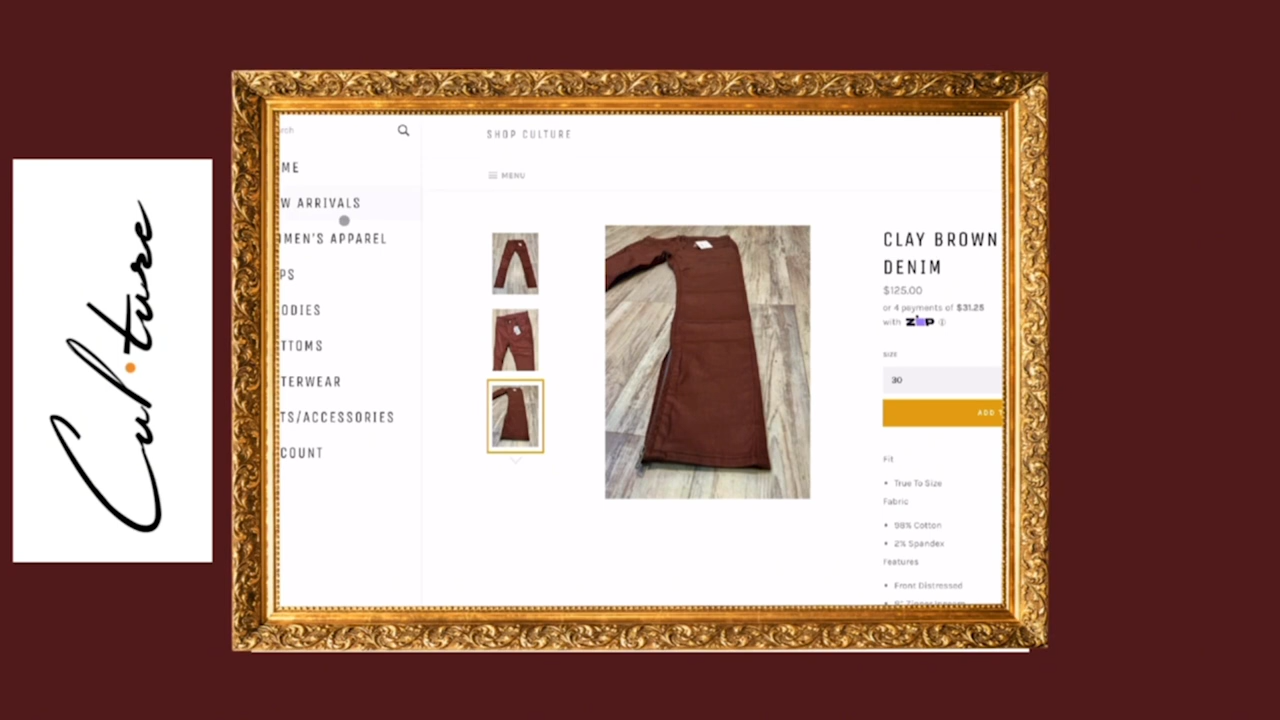 Culture
rch
ME
W ARRIVALS
MEN'S APPAREL
PS
ODIES
TTOMS
TERWEAR
TS/ACCESSORIES
COUNT
SHOP CULTURE
MENU
CLAY BROWN
DENIM
$125.00
or 4 payments of $31.25
with ZIP
SIZE
30
ADD T
Fit
• True To Size
Fabric
• 98% Cotton
• 2% Spandex
Features
• Front Distressed